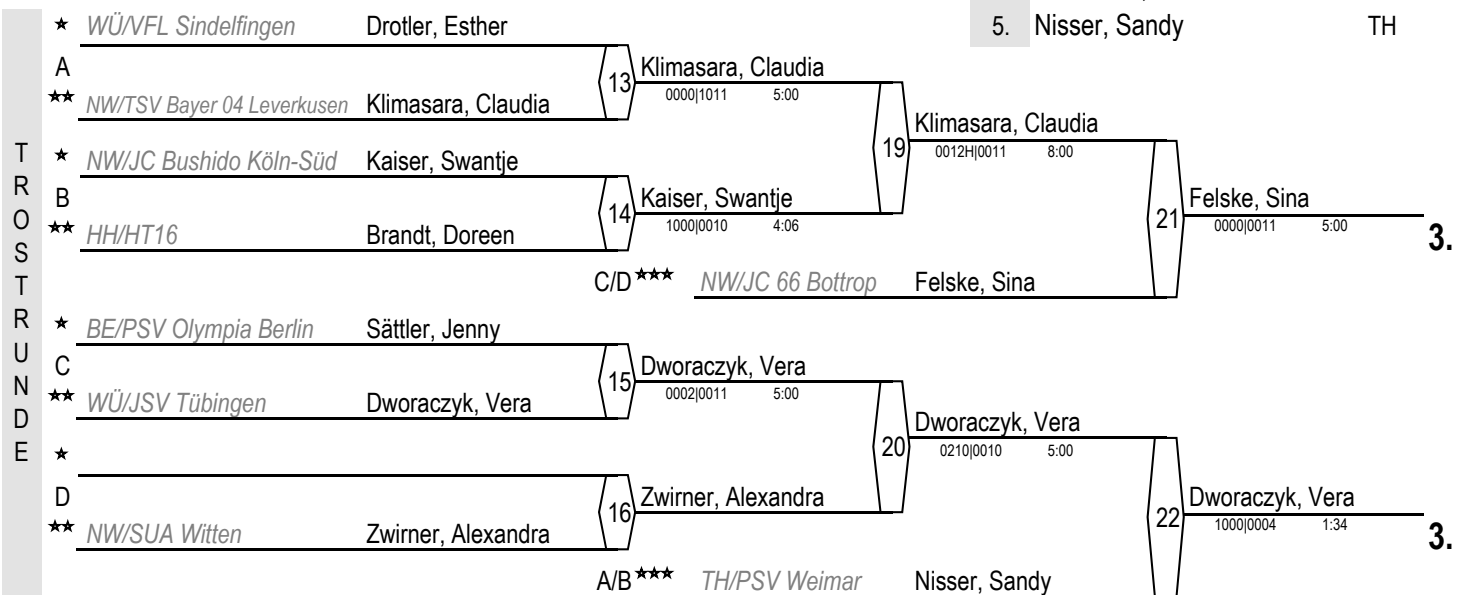 5. Nisser, Sandy TH
TROSTRUNDE
★ WÜ/VFL Sindelfingen Drotler, Esther
A
★★ NW/TSV Bayer 04 Leverkusen Klimasara, Claudia
13 Klimasara, Claudia
0000|1011 5:00
★ NW/JC Bushido Köln-Süd Kaiser, Swantje
B
★★ HH/HT16 Brandt, Doreen
14 Kaiser, Swantje
1000|0010 4:06
19 Klimasara, Claudia
0012H|0011 8:00
C/D ★★★ NW/JC 66 Bottrop Felske, Sina
21 Felske, Sina
0000|0011 5:00
3.
★ BE/PSV Olympia Berlin Sättler, Jenny
C
★★ WÜ/JSV Tübingen Dworaczyk, Vera
15 Dworaczyk, Vera
0002|0011 5:00
★
D
★★ NW/SUA Witten Zwirner, Alexandra
16 Zwirner, Alexandra
20 Dworaczyk, Vera
0210|0010 5:00
A/B ★★★ TH/PSV Weimar Nisser, Sandy
22 Dworaczyk, Vera
1000|0004 1:34
3.